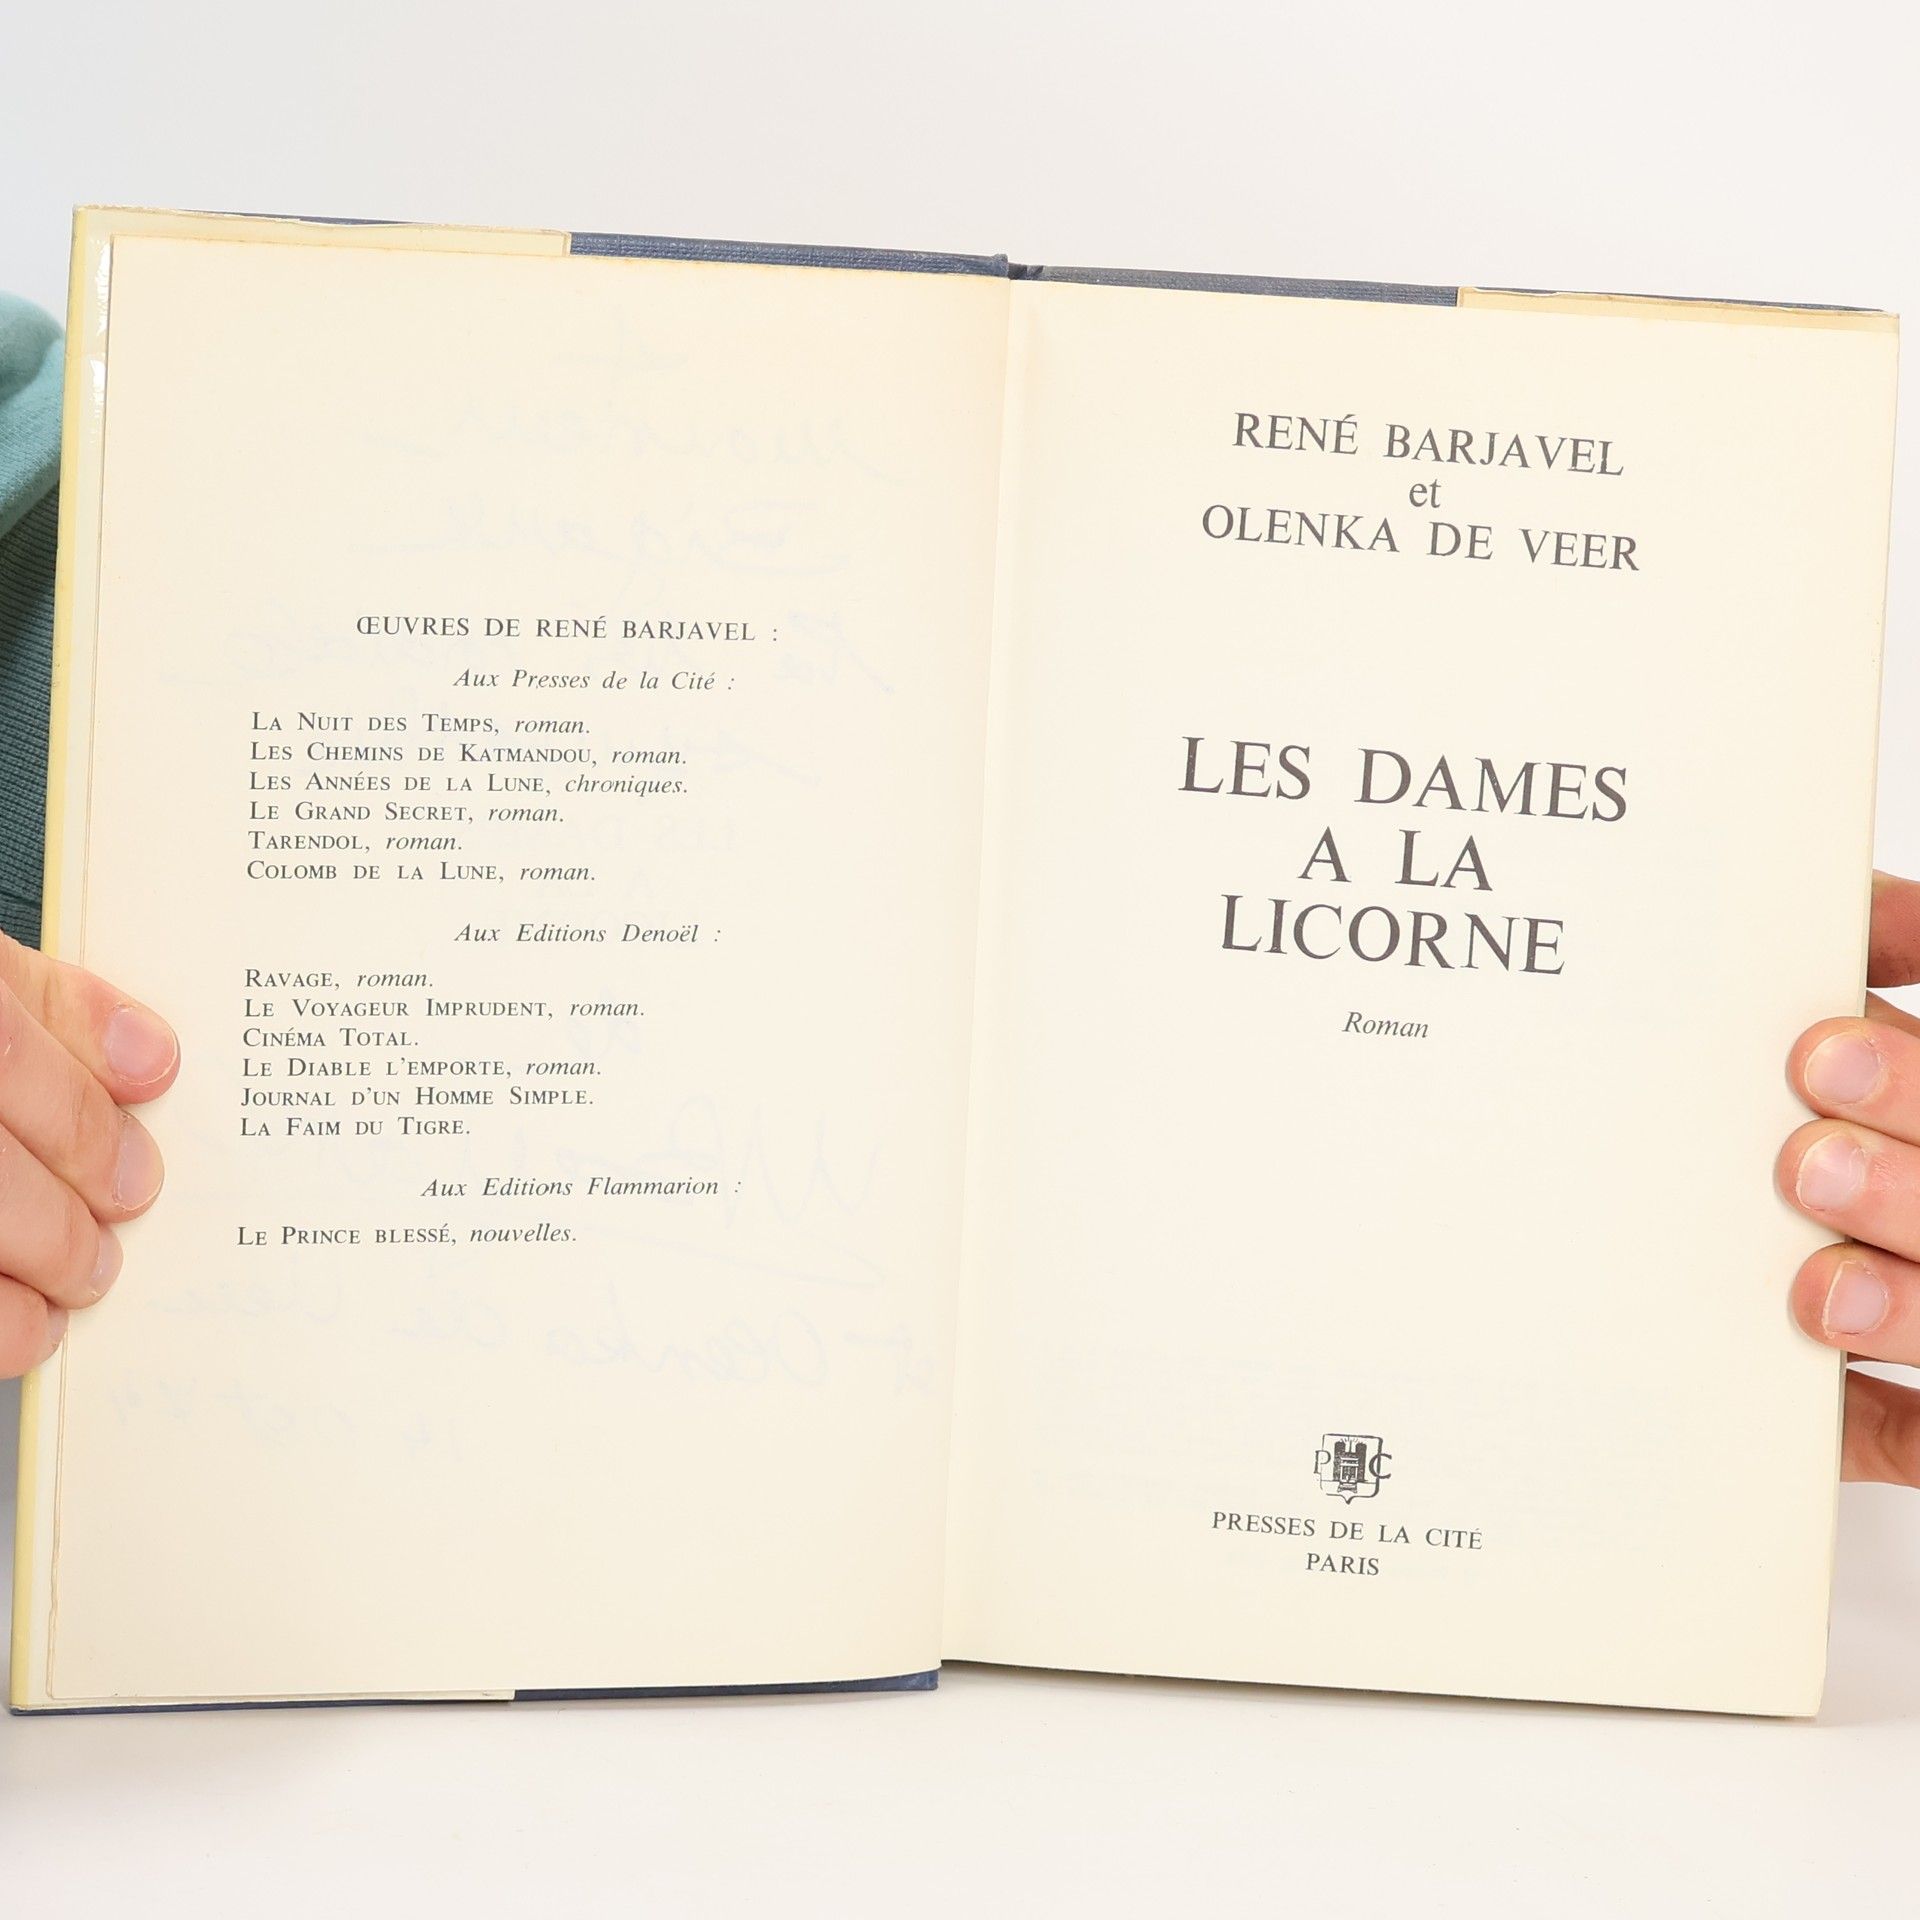 ŒUVRES DE RENÉ BARJAVEL :
Aux Presses de la Cité :
LA NUIT DES TEMPS, roman.
LES CHEMINS DE KATMANDOU, roman.
LES ANNÉES DE LA LUNE, chroniques.
LE GRAND SECRET, roman.
TARENDOL, roman.
COLOMB DE LA LUNE, roman.
Aux Editions Denoël :
RAVAGE, roman.
LE VOYAGEUR IMPRUDENT, roman.
CINÉMA TOTAL.
LE DIABLE L'EMPORTE, roman.
JOURNAL D'UN HOMME SIMPLE.
LA FAIM DU TIGRE.
Aux Editions Flammarion :
LE PRINCE BLESSÉ, nouvelles.
RENÉ BARJAVEL
et
OLENKA DE VEER
LES DAMES
A LA
LICORNE
Roman
P C
PRESSES DE LA CITÉ
PARIS